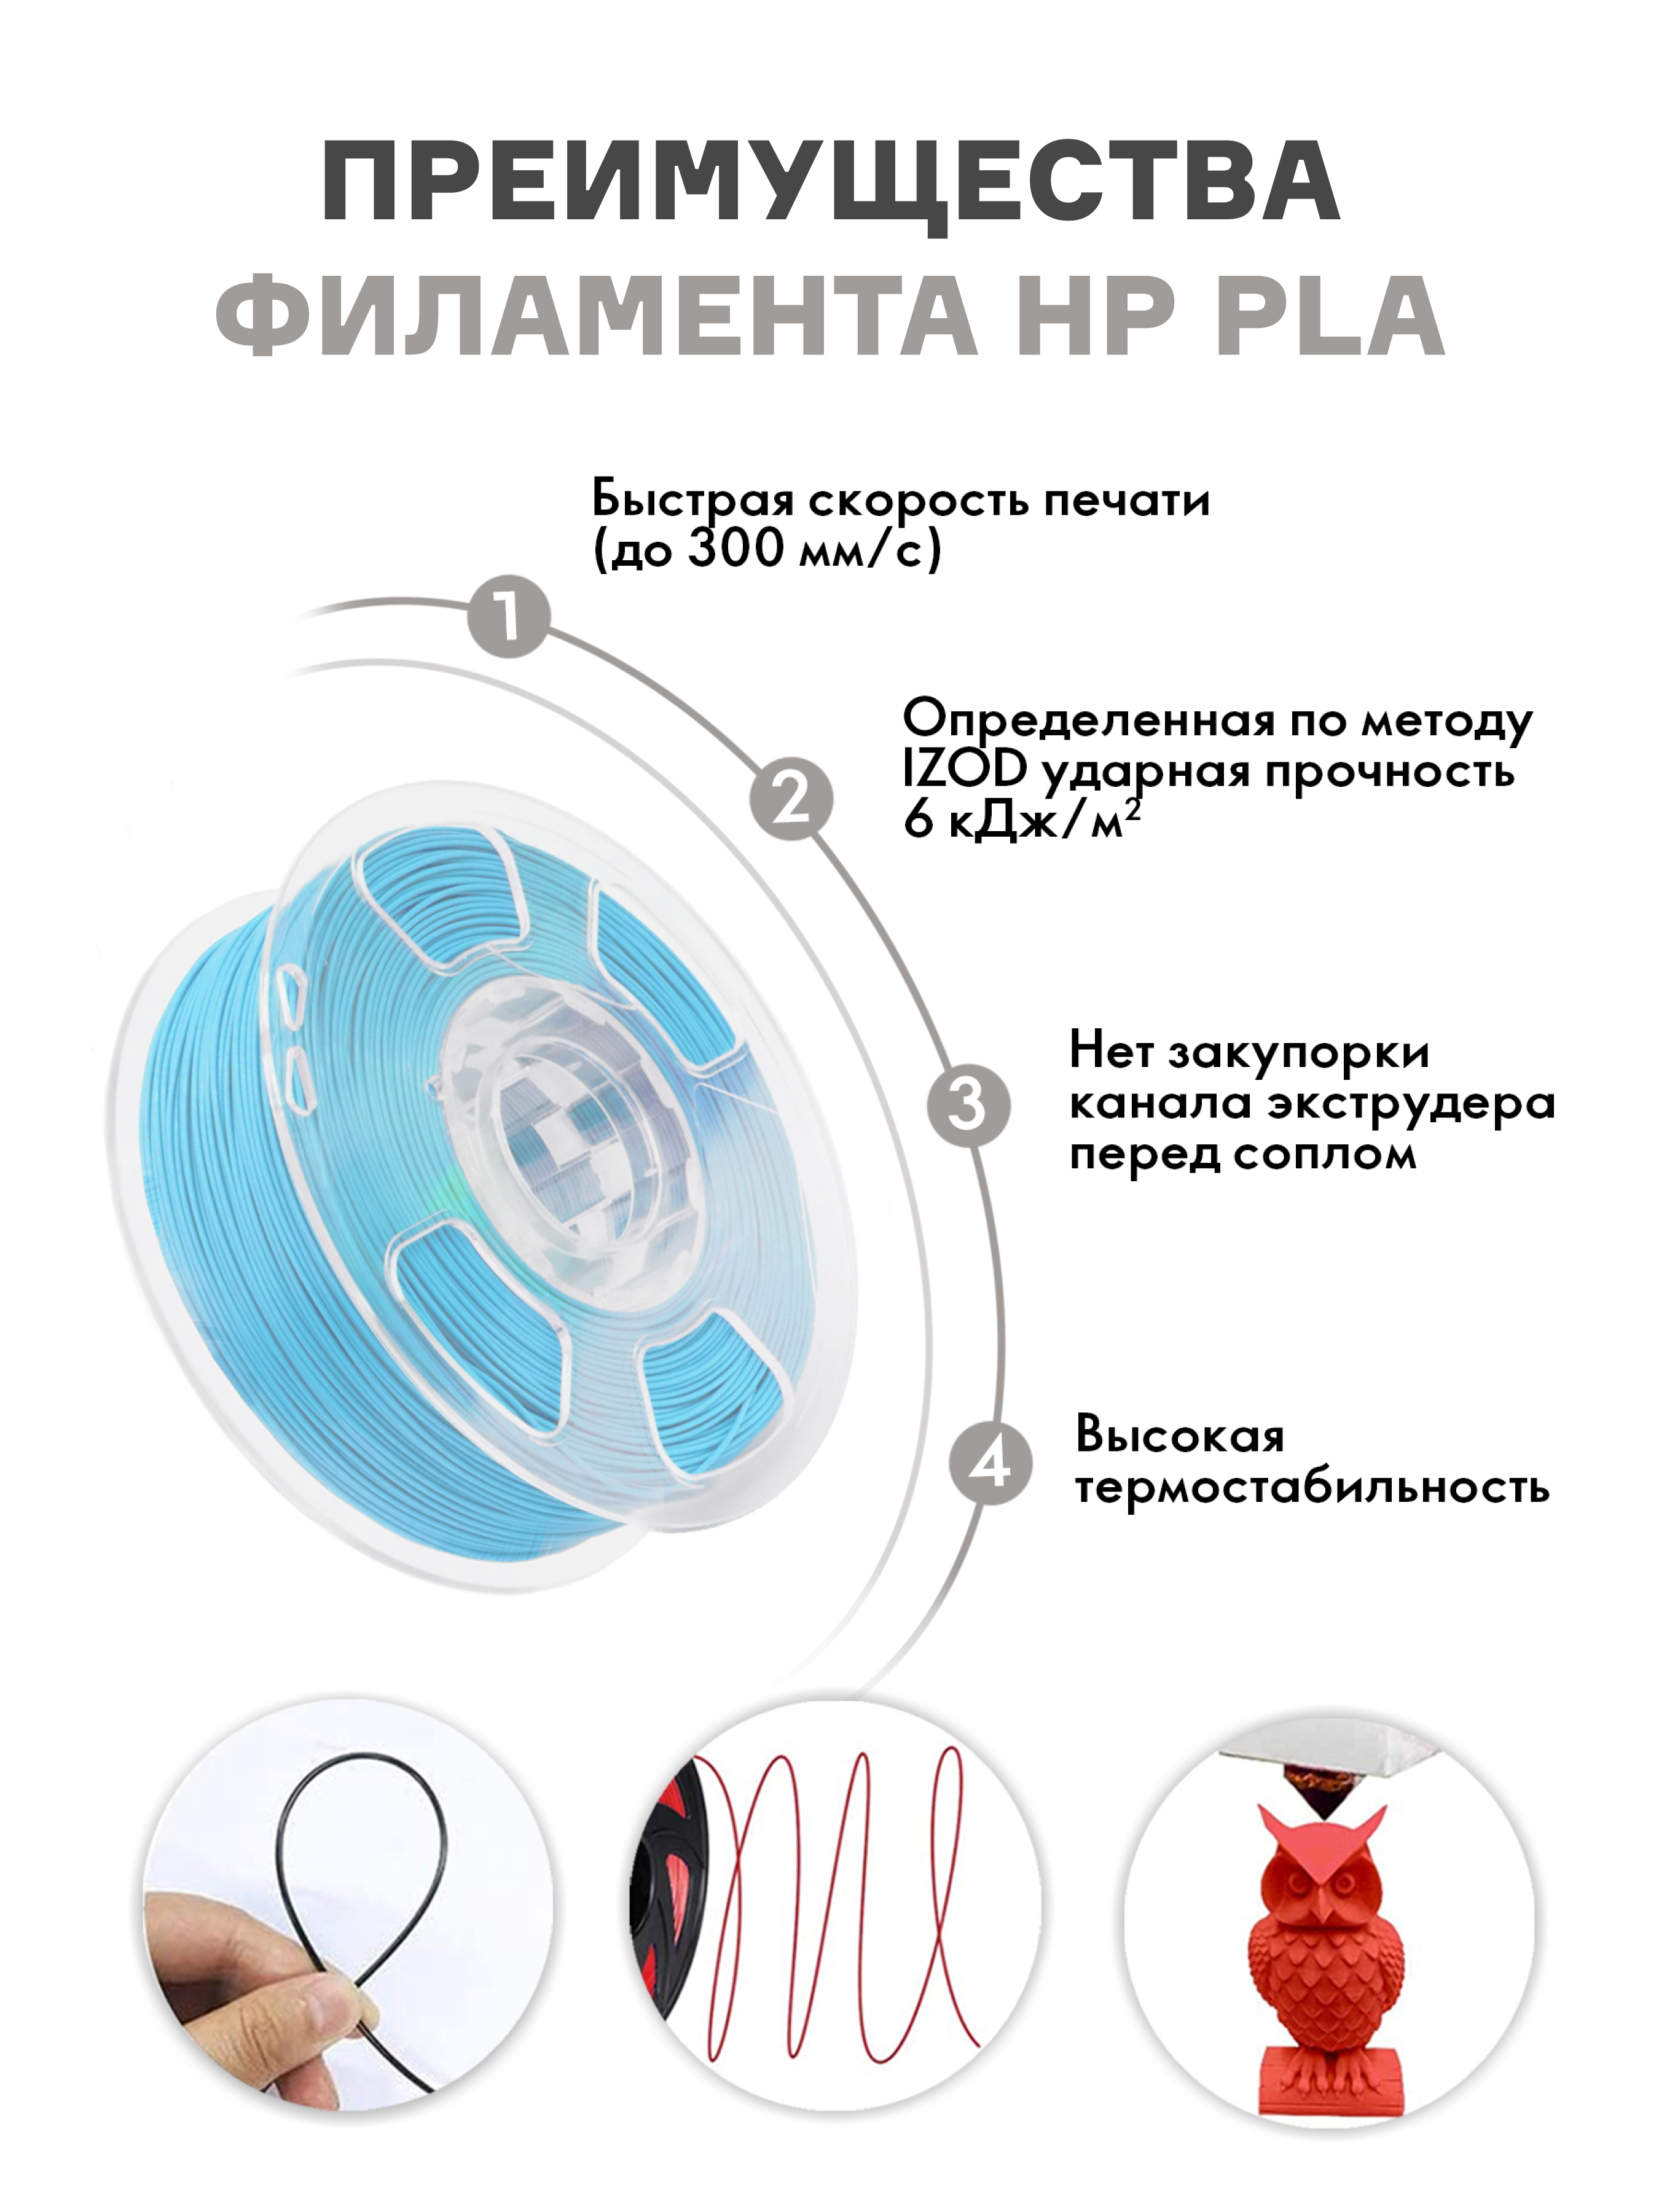 ПРЕИМУЩЕСТВА
ФИЛАМЕНТА HP PLA
Быстрая скорость печати
(до 300 мм/с)
1
Определенная по методу
IZOD ударная прочность
6 кДж/м²
2
Нет закупорки
канала экструдера
перед соплом
3
Высокая
термостабильность
4